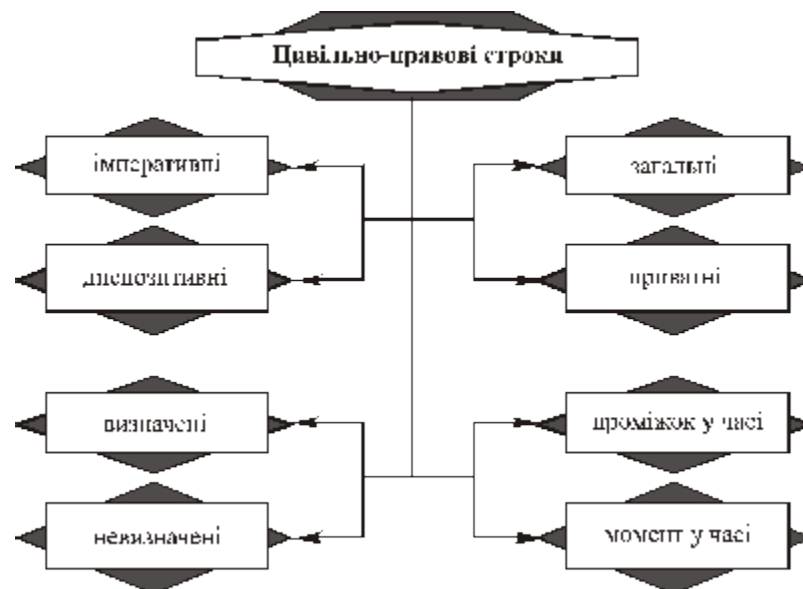 Цивільно-правові строки
імперативні
загальні
диспозитивні
приватні
визначені
проміжок у часі
невизначені
момент у часі